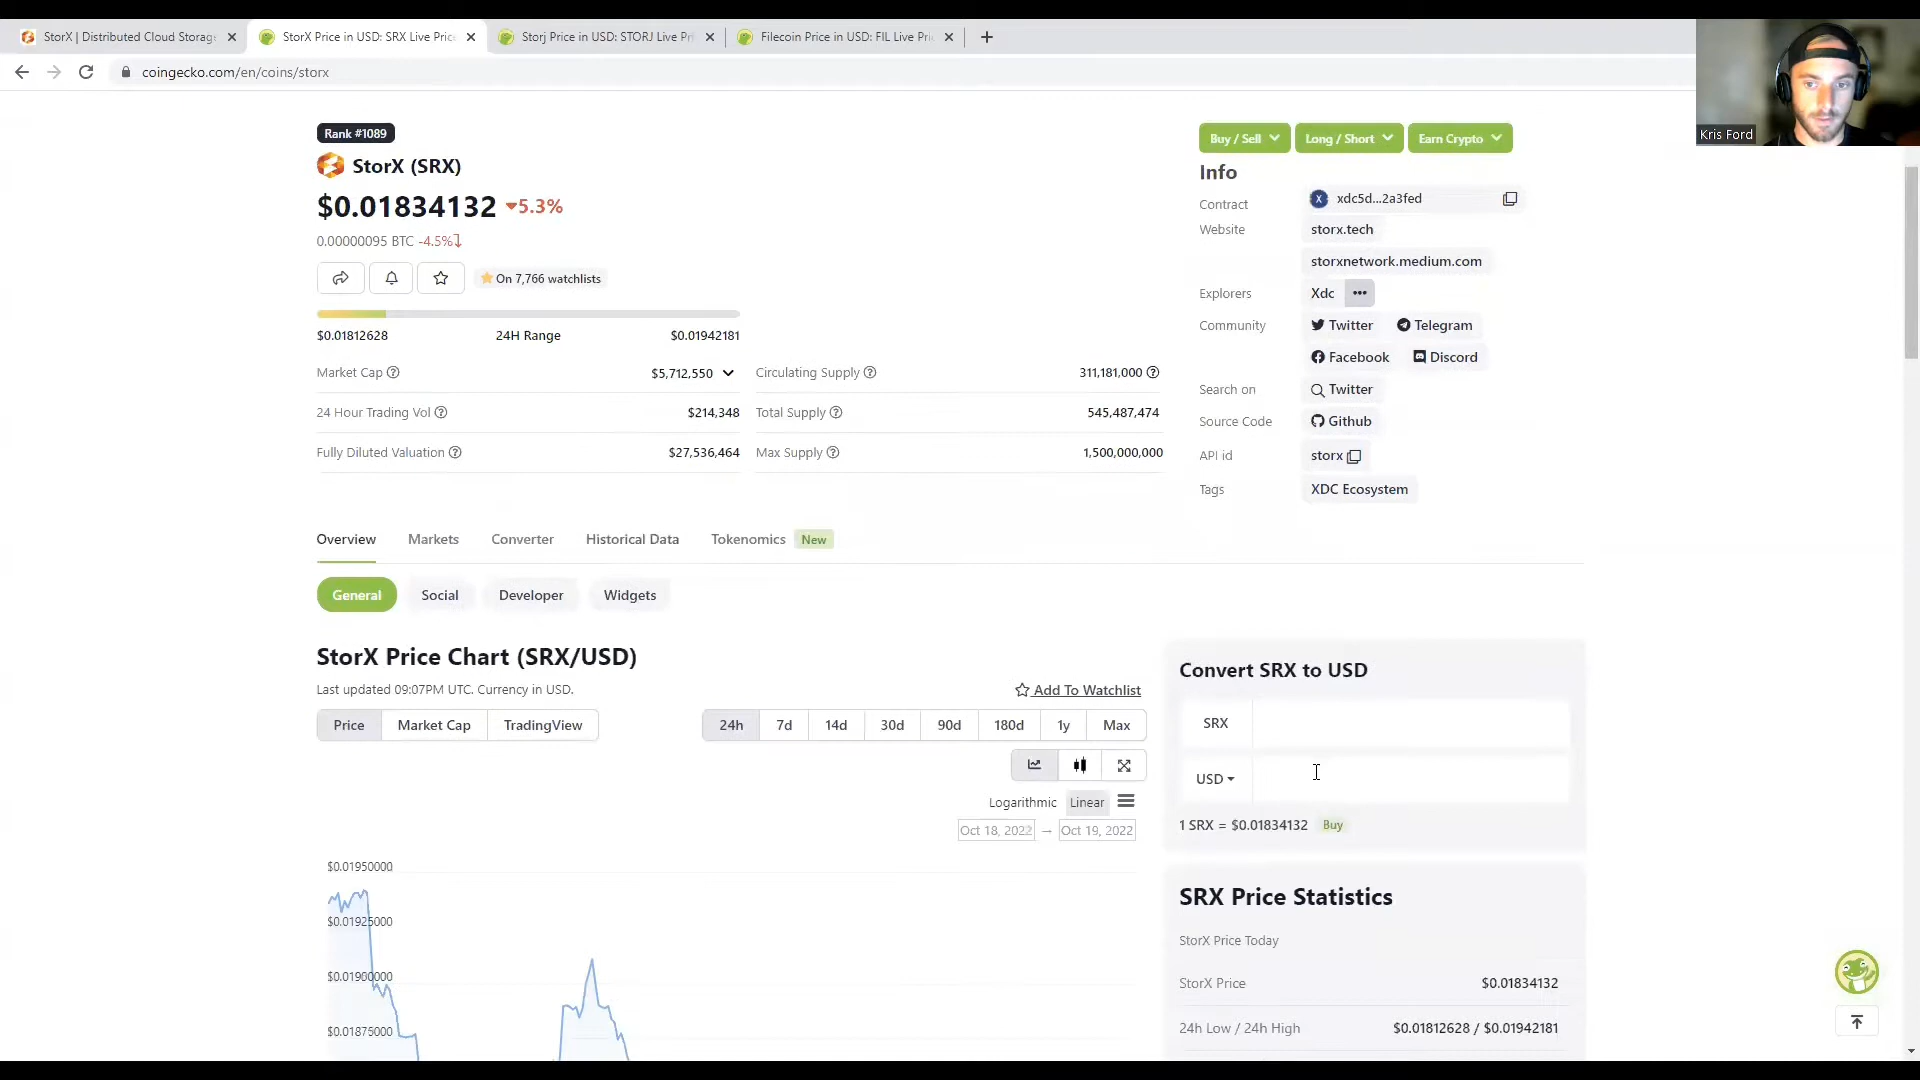 StorX | Distributed Cloud Storage
StorX Price in USD: SRX Live Price
Storj Price in USD: STORJ Live Pri
Filecoin Price in USD: FIL Live Pric
coingecko.com/en/coins/storx
Kris Ford
Rank #1089
StorX (SRX)
$0.01834132 5.3%
0.00000095 BTC -4.5%
On 7,766 watchlists
$0.01812628 24H Range $0.01942181
Market Cap $5,712,550
24 Hour Trading Vol $214,348
Fully Diluted Valuation $27,536,464
Circulating Supply 311,181,000
Total Supply 545,487,474
Max Supply 1,500,000,000
Buy / Sell Long / Short Earn Crypto
Info
Contract xdc5d...2a3fed
Website storx.tech
storxnetwork.medium.com
Explorers Xdc
Community Twitter Telegram
Facebook Discord
Search on Twitter
Source Code Github
API id storx
Tags XDC Ecosystem
Overview Markets Converter Historical Data Tokenomics New
General Social Developer Widgets
StorX Price Chart (SRX/USD)
Last updated 09:07PM UTC. Currency in USD.
Add To Watchlist
Price Market Cap TradingView
24h 7d 14d 30d 90d 180d 1y Max
Logarithmic Linear
Oct 18, 2022 → Oct 19, 2022
$0.01950000
$0.01925000
$0.01900000
$0.01875000
Convert SRX to USD
SRX
USD
1 SRX = $0.01834132 Buy
SRX Price Statistics
StorX Price Today
StorX Price $0.01834132
24h Low / 24h High $0.01812628 / $0.01942181